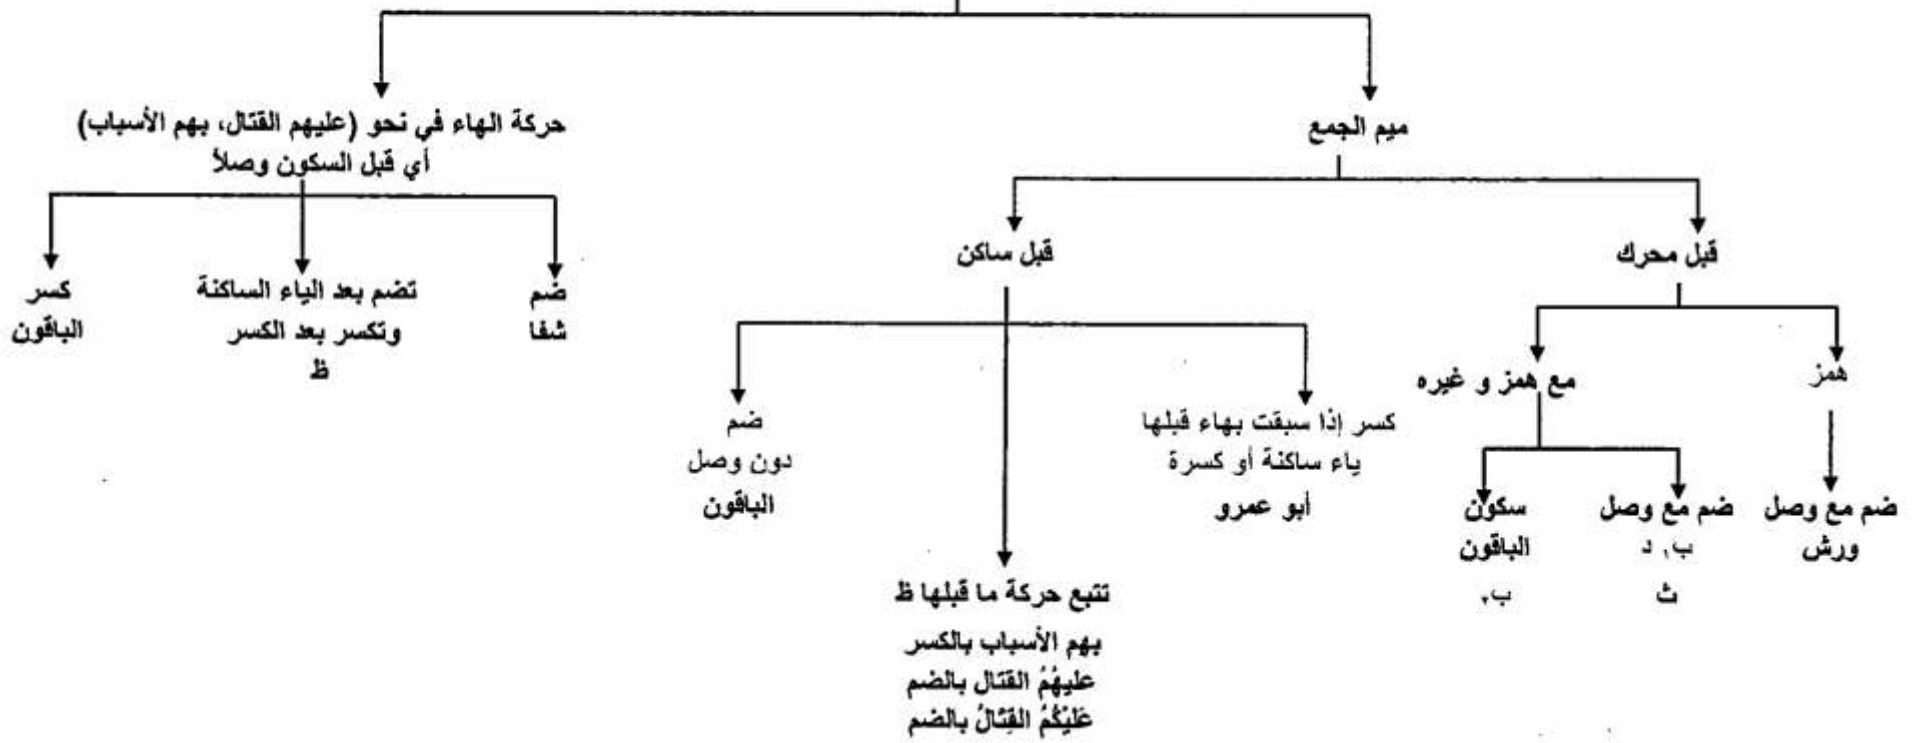 ميم الجمع
قبل محرك
همز
ضم مع وصل
ورش
مع همز و غيره
ضم مع وصل
ب، د
ث
سكون
الباقون
ب،
قبل ساكن
كسر إذا سبقت بهاء قبلها
ياء ساكنة أو كسرة
أبو عمرو
تتبع حركة ما قبلها ظ
بهم الأسباب بالكسر
عليهُمُ القتال بالضم
عَلَيْكُمُ القِتَالُ بالضم
ضم
دون وصل
الباقون
حركة الهاء في نحو (عليهم القتال، بهم الأسباب)
أي قبل السكون وصلاً
ضم
شفا
تضم بعد الياء الساكنة
وتكسر بعد الكسر
ظ
كسر
الباقون